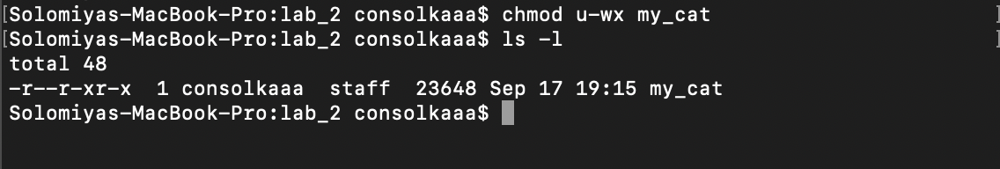 [Solomiyas-MacBook-Pro:lab_2 consolkaaa$ chmod u-wx my_cat ]
[Solomiyas-MacBook-Pro:lab_2 consolkaaa$ ls -l ]
total 48
-r--r-xr-x  1 consolkaaa  staff  23648 Sep 17 19:15 my_cat
Solomiyas-MacBook-Pro:lab_2 consolkaaa$